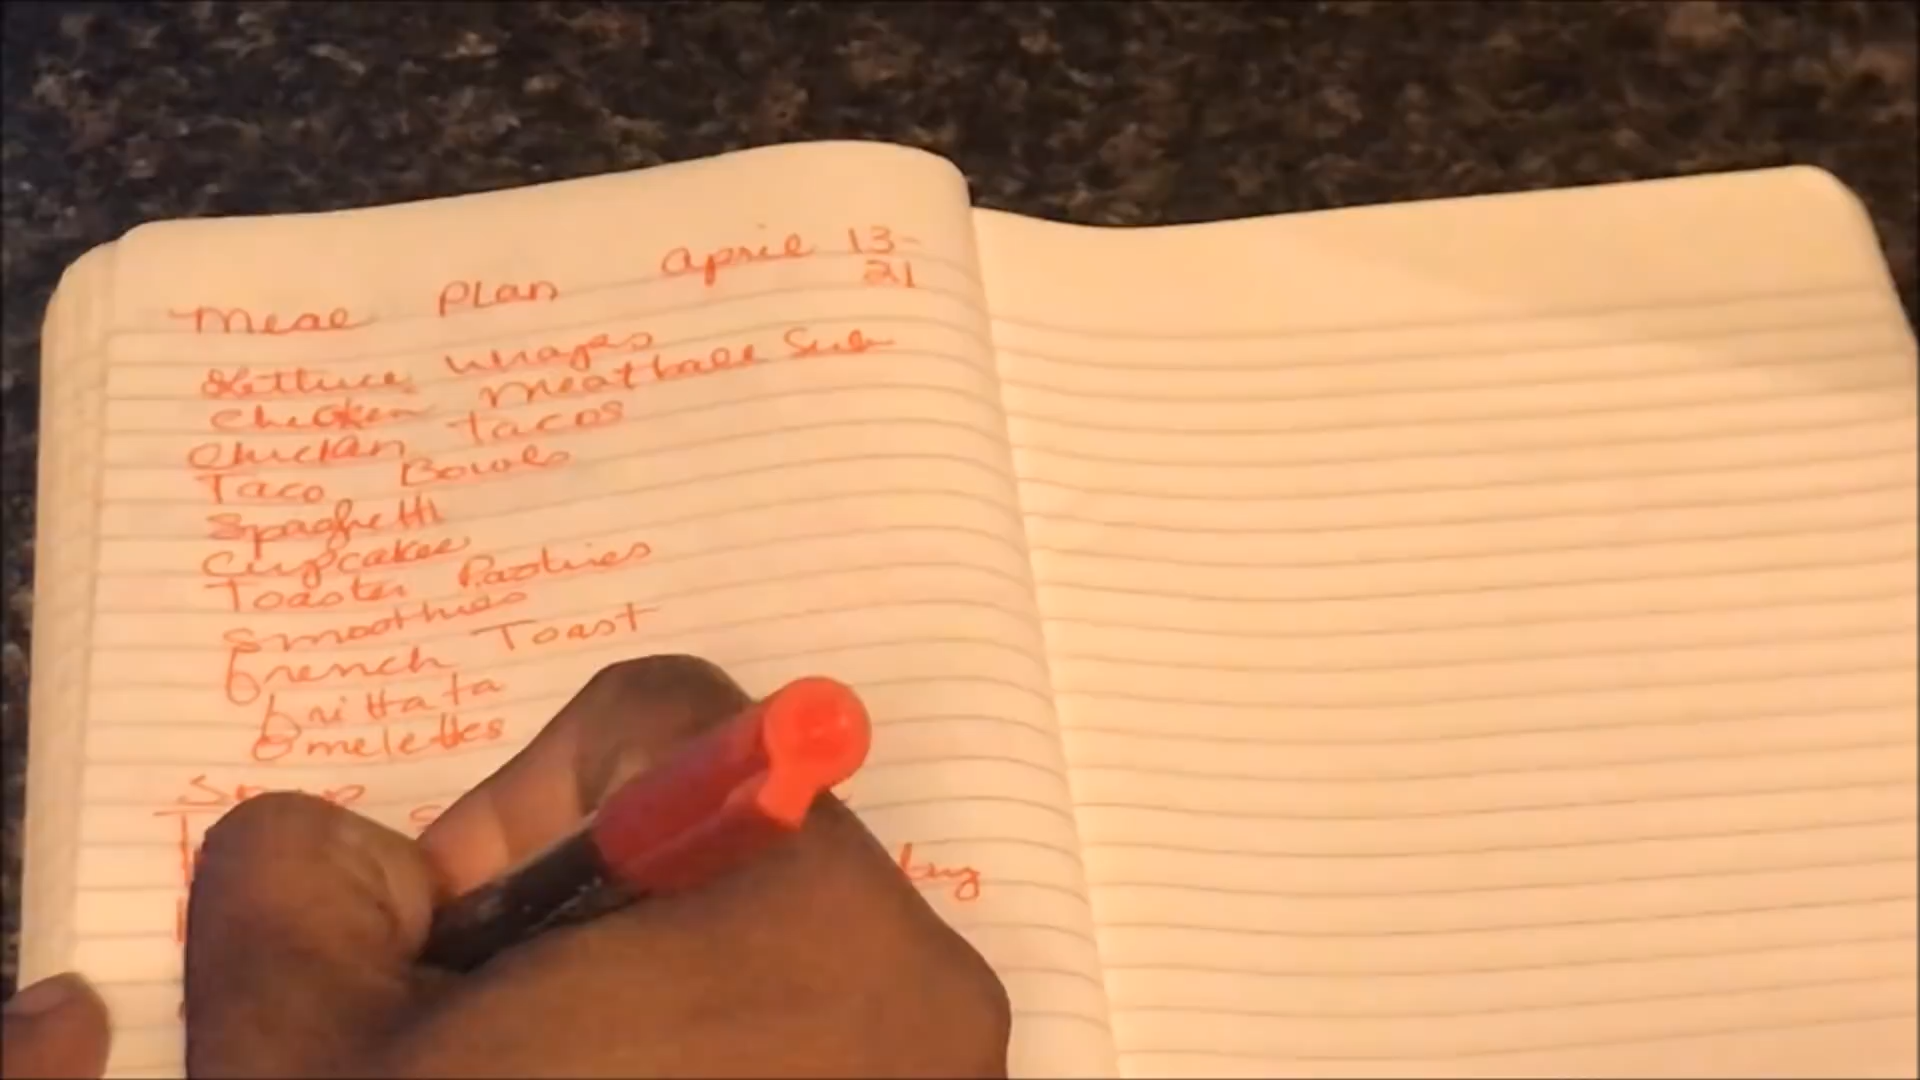 Meal Plan April 13-
21
Lettuce Wraps
Chicken Meatball Sub
Chicken Tacos
Taco Bowls
Spaghetti
Cupcakes
Toaster Pastries
Smoothies
French Toast
frittata
Omelettes
Soup